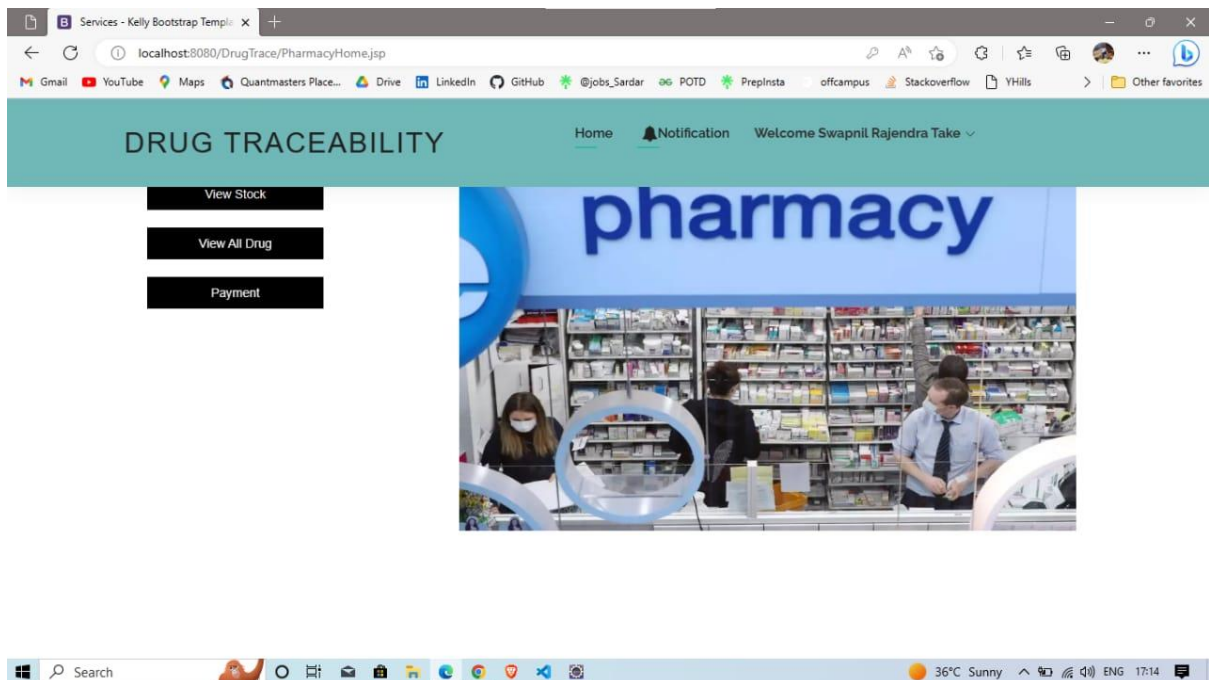 Services - Kelly Bootstrap Templa
localhost:8080/DrugTrace/PharmacyHome.jsp
Gmail YouTube Maps Quantmasters Place... Drive LinkedIn GitHub @jobs_Sardar POTD PrepInsta offcampus Stackoverflow YHills Other favorites
DRUG TRACEABILITY
Home Notification Welcome Swapnil Rajendra Take
View Stock
View All Drug
Payment
pharmacy
Search 36°C Sunny ENG 17:14